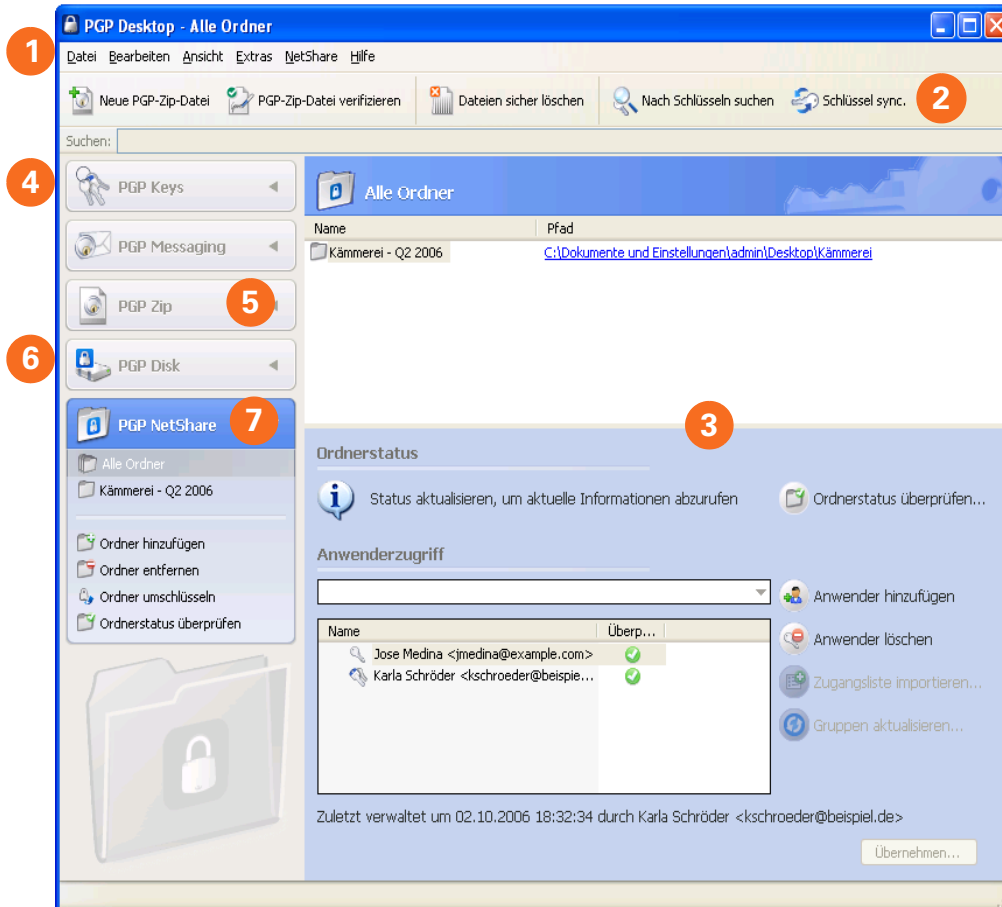 PGP Desktop - Alle Ordner
1
Datei Bearbeiten Ansicht Extras NetShare Hilfe
Neue PGP-Zip-Datei PGP-Zip-Datei verifizieren Dateien sicher löschen Nach Schlüsseln suchen Schlüssel sync. 2
Suchen:
4 PGP Keys
Alle Ordner
Name Pfad
Kämmerei - Q2 2006 C:\Dokumente und Einstellungen\admin\Desktop\Kämmerei
PGP Messaging
PGP Zip 5
6 PGP Disk
PGP NetShare 7
Alle Ordner
Kämmerei - Q2 2006
Ordner hinzufügen
Ordner entfernen
Ordner umschlüsseln
Ordnerstatus überprüfen
3
Ordnerstatus
Status aktualisieren, um aktuelle Informationen abzurufen Ordnerstatus überprüfen...
Anwenderzugriff
Anwender hinzufügen
Anwender löschen
Zugangsliste importieren...
Gruppen aktualisieren...
Name Überp...
Jose Medina <jmedina@example.com>
Karla Schröder <kschroeder@beispie...
Zuletzt verwaltet um 02.10.2006 18:32:34 durch Karla Schröder <kschroeder@beispiel.de>
Übernehmen...